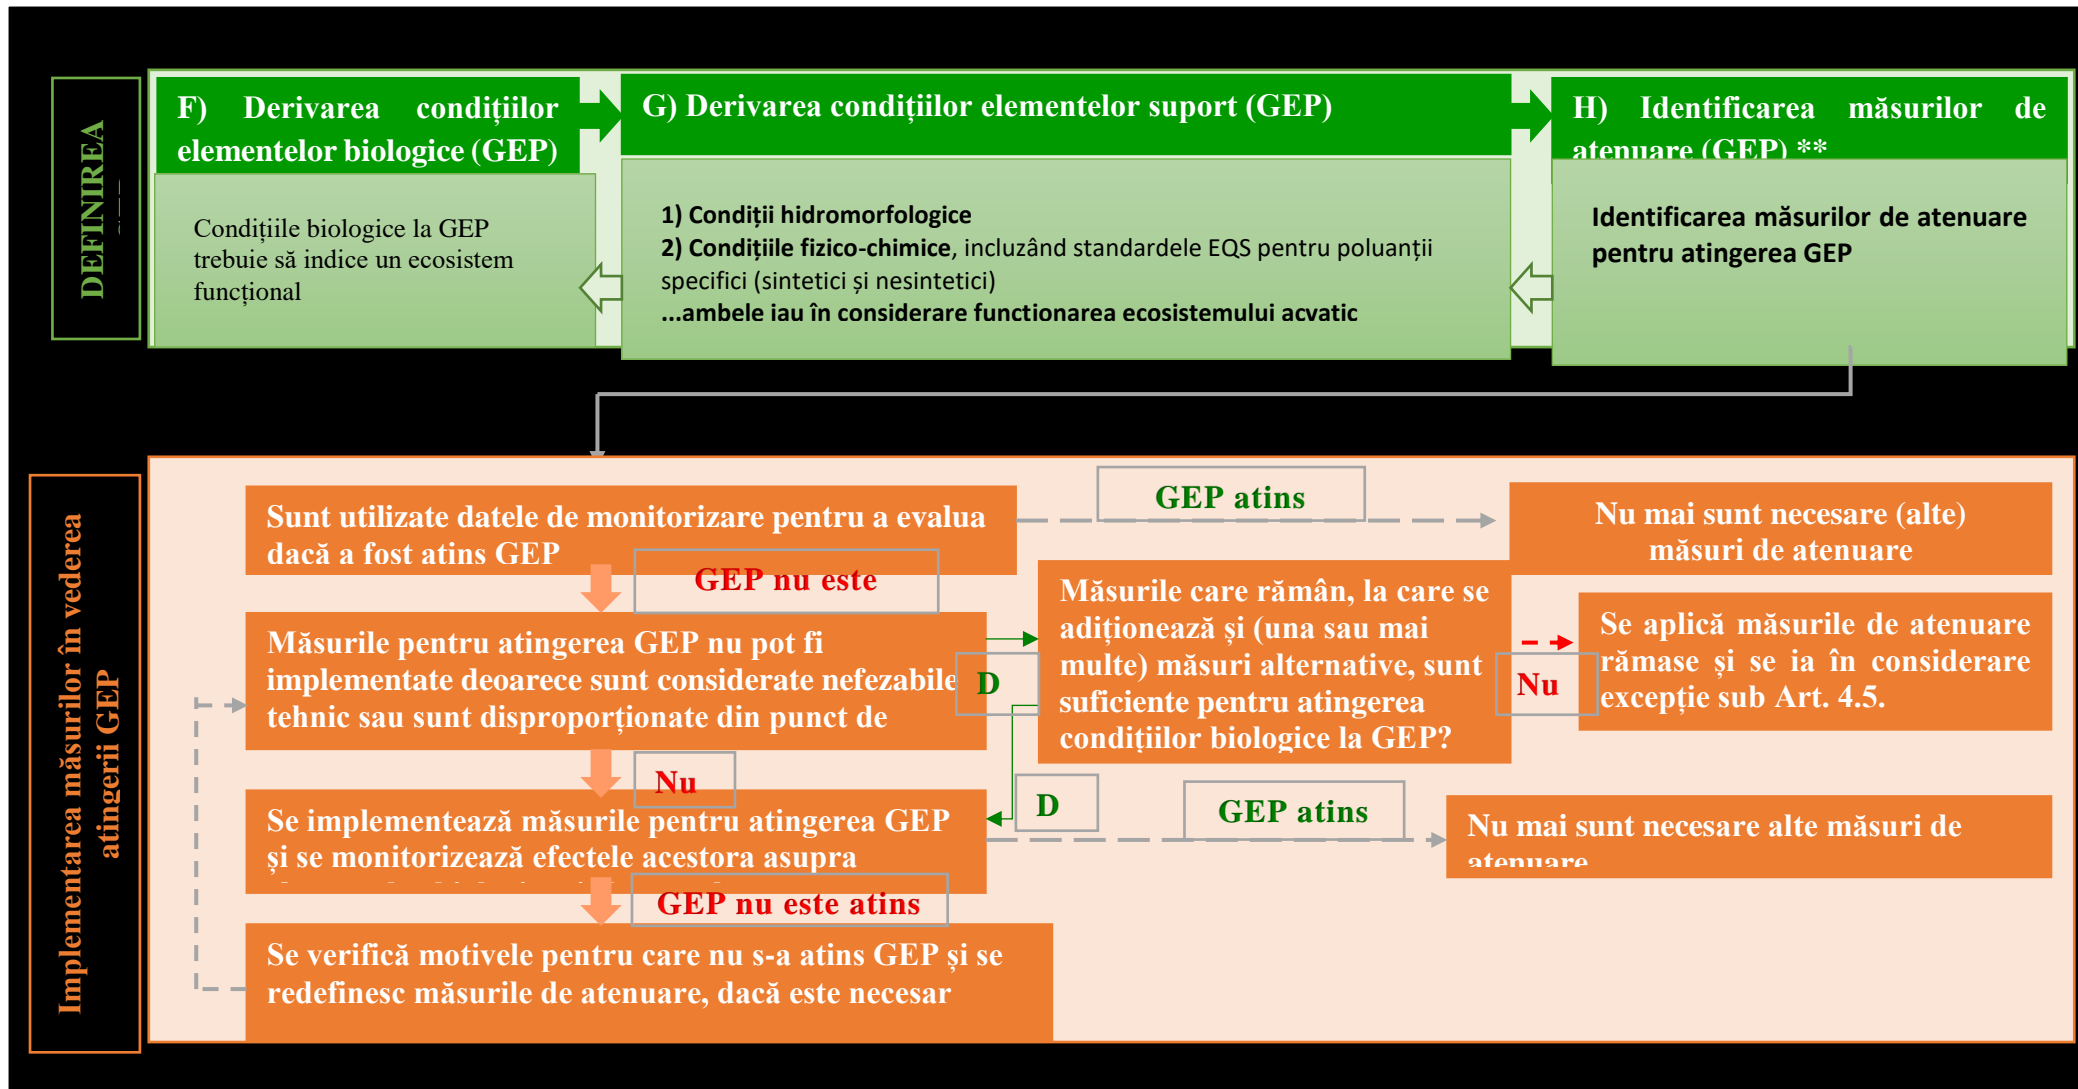 DEFINIREA
F) Derivarea condițiilor
elementelor biologice (GEP)
G) Derivarea condițiilor elementelor suport (GEP)
H) Identificarea măsurilor de
atenuare (GEP) **
Condițiile biologice la GEP
trebuie să indice un ecosistem
funcțional
1) Condiții hidromorfologice
2) Condițiile fizico-chimice, incluzând standardele EQS pentru poluanții
specifici (sintetici și nesintetici)
...ambele iau în considerare functionarea ecosistemului acvatic
Identificarea măsurilor de atenuare
pentru atingerea GEP
Implementarea măsurilor în vederea
atingerii GEP
Sunt utilizate datele de monitorizare pentru a evalua
dacă a fost atins GEP
GEP atins
Nu mai sunt necesare (alte)
măsuri de atenuare
GEP nu este
Măsurile pentru atingerea GEP nu pot fi
implementate deoarece sunt considerate nefezabile
tehnic sau sunt disproporționate din punct de
D
Măsurile care rămân, la care se
adiționează și (una sau mai
multe) măsuri alternative, sunt
suficiente pentru atingerea
condițiilor biologice la GEP?
Nu
Se aplică măsurile de atenuare
rămase și se ia în considerare
excepție sub Art. 4.5.
Nu
D
Se implementează măsurile pentru atingerea GEP
și se monitorizează efectele acestora asupra
GEP atins
Nu mai sunt necesare alte măsuri de
atenuare
GEP nu este atins
Se verifică motivele pentru care nu s-a atins GEP și se
redefinesc măsurile de atenuare, dacă este necesar